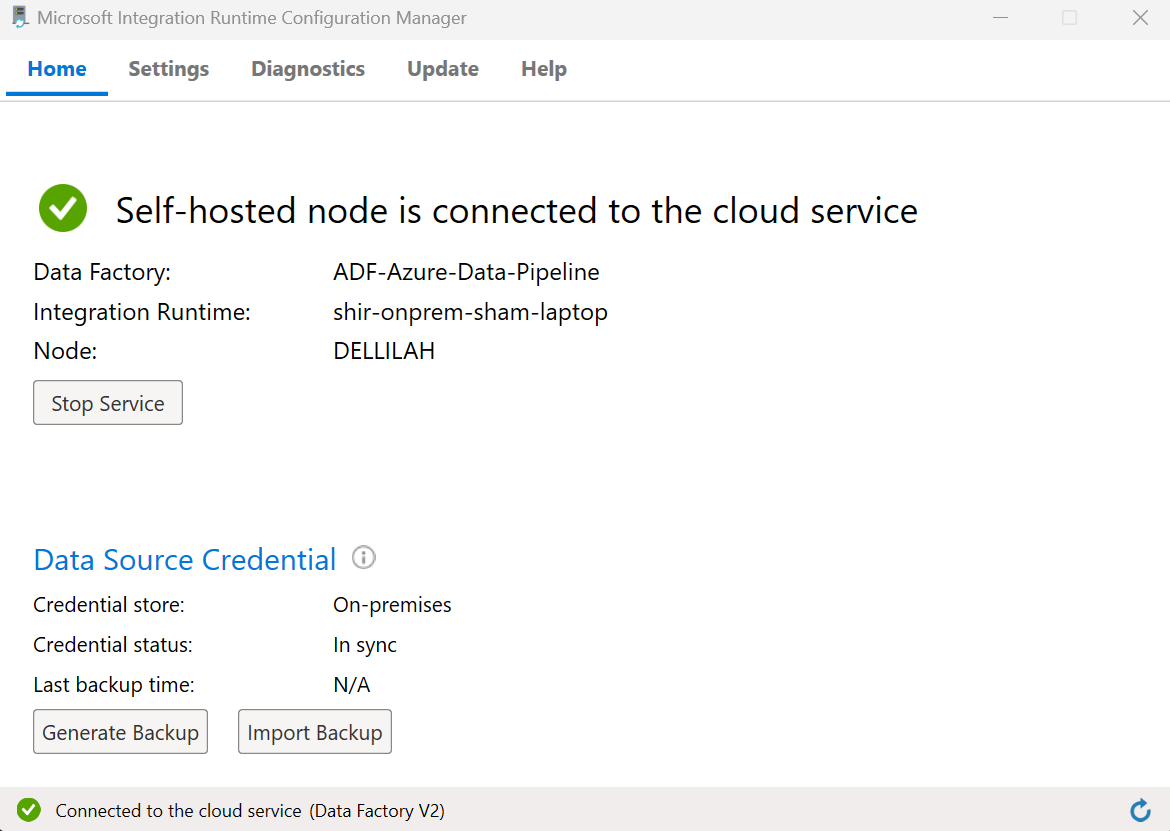 Microsoft Integration Runtime Configuration Manager
Home Settings Diagnostics Update Help
Self-hosted node is connected to the cloud service
Data Factory: ADF-Azure-Data-Pipeline
Integration Runtime: shir-onprem-sham-laptop
Node: DELLILAH
Stop Service
Data Source Credential
Credential store: On-premises
Credential status: In sync
Last backup time: N/A
Generate Backup Import Backup
Connected to the cloud service (Data Factory V2)